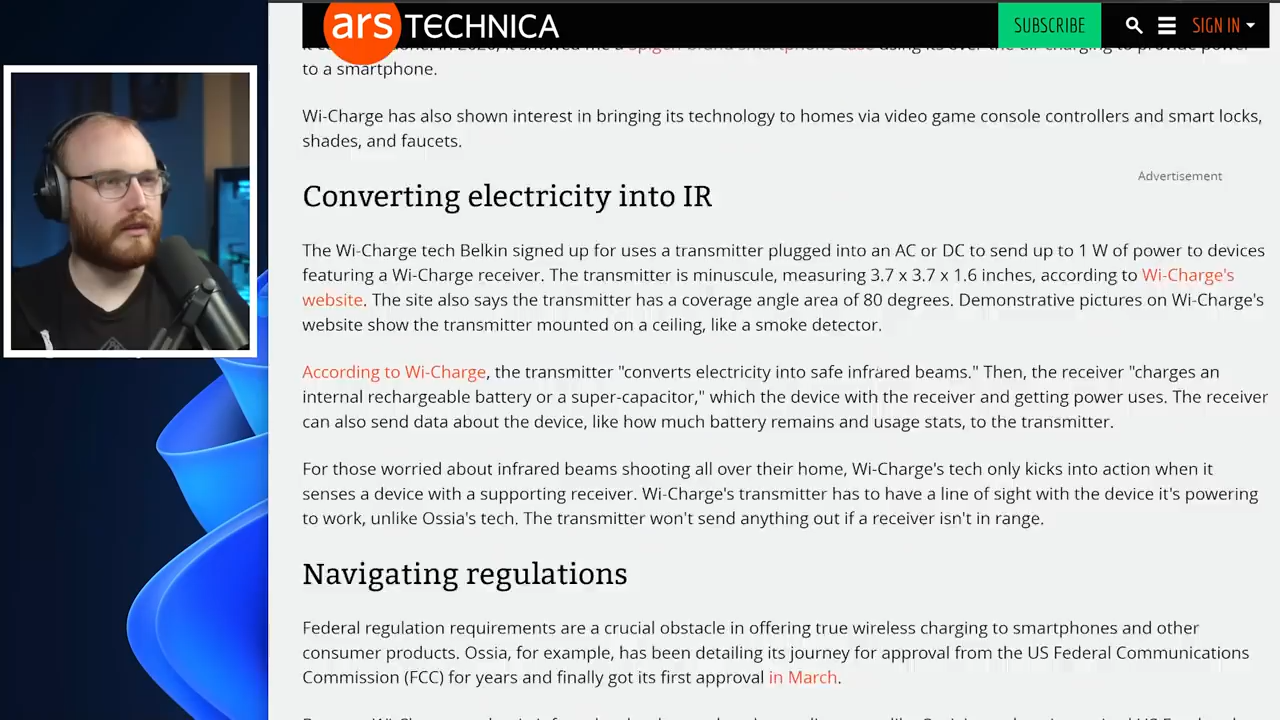 ars TECHNICA
SUBSCRIBE
SIGN IN
to a smartphone.
Wi-Charge has also shown interest in bringing its technology to homes via video game console controllers and smart locks,
shades, and faucets.
Advertisement
Converting electricity into IR
The Wi-Charge tech Belkin signed up for uses a transmitter plugged into an AC or DC to send up to 1 W of power to devices
featuring a Wi-Charge receiver. The transmitter is minuscule, measuring 3.7 x 3.7 x 1.6 inches, according to Wi-Charge's
website. The site also says the transmitter has a coverage angle area of 80 degrees. Demonstrative pictures on Wi-Charge's
website show the transmitter mounted on a ceiling, like a smoke detector.
According to Wi-Charge, the transmitter "converts electricity into safe infrared beams." Then, the receiver "charges an
internal rechargeable battery or a super-capacitor," which the device with the receiver and getting power uses. The receiver
can also send data about the device, like how much battery remains and usage stats, to the transmitter.
For those worried about infrared beams shooting all over their home, Wi-Charge's tech only kicks into action when it
senses a device with a supporting receiver. Wi-Charge's transmitter has to have a line of sight with the device it's powering
to work, unlike Ossia's tech. The transmitter won't send anything out if a receiver isn't in range.
Navigating regulations
Federal regulation requirements are a crucial obstacle in offering true wireless charging to smartphones and other
consumer products. Ossia, for example, has been detailing its journey for approval from the US Federal Communications
Commission (FCC) for years and finally got its first approval in March.